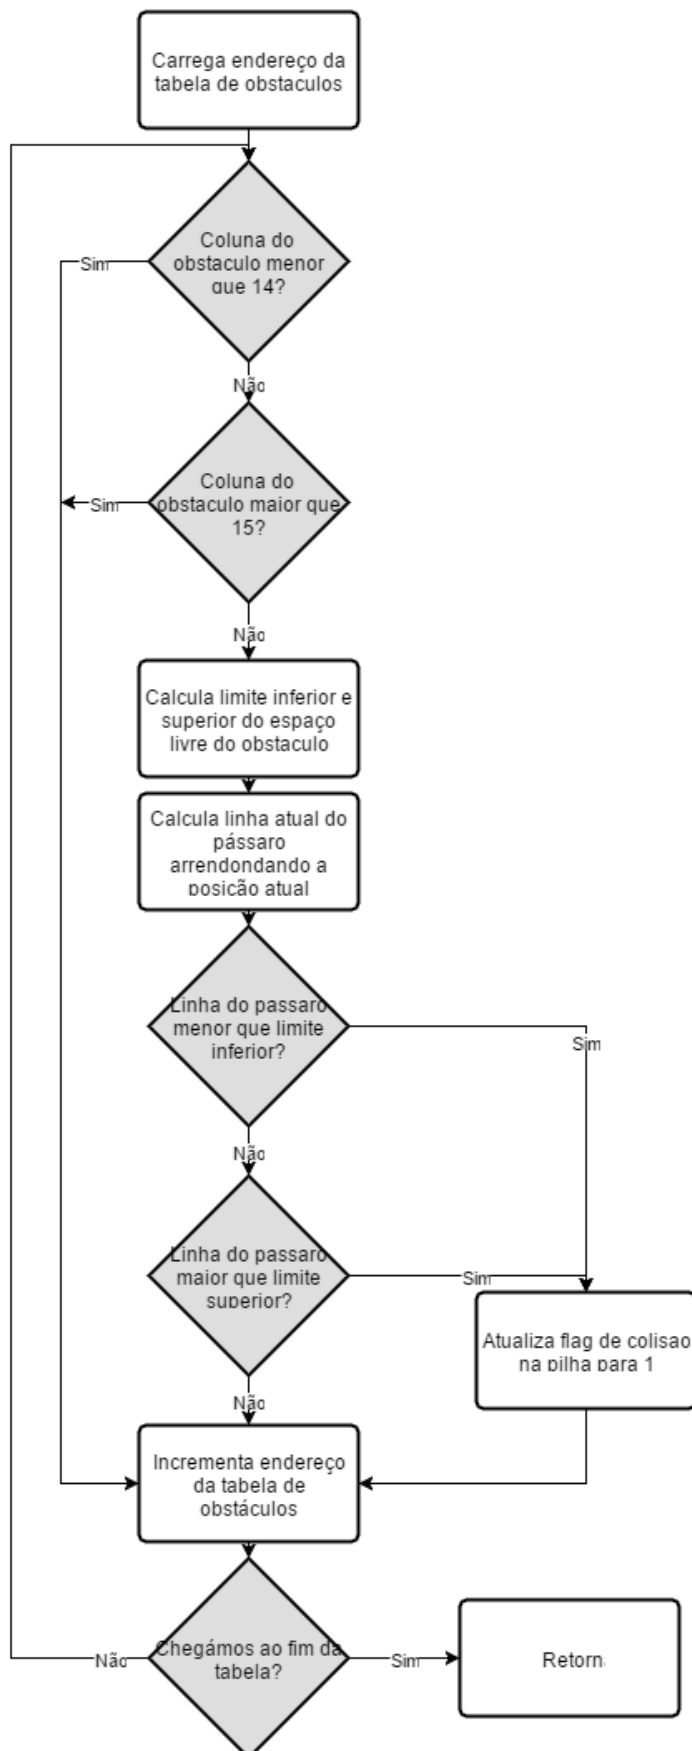 Carrega endereço da
tabela de obstaculos
Coluna do
obstaculo menor
que 14?
Sim
Não
Coluna do
obstaculo maior que
15?
Sim
Não
Calcula limite inferior e
superior do espaço
livre do obstaculo
Calcula linha atual do
pássaro
arrendondando a
posição atual
Linha do passaro
menor que limite
inferior?
Sim
Não
Linha do passaro
maior que limite
superior?
Sim
Atualiza flag de colisao
na pilha para 1
Não
Incrementa endereço
da tabela de
obstáculos
Chegámos ao fim da
tabela?
Não
Sim
Retorn